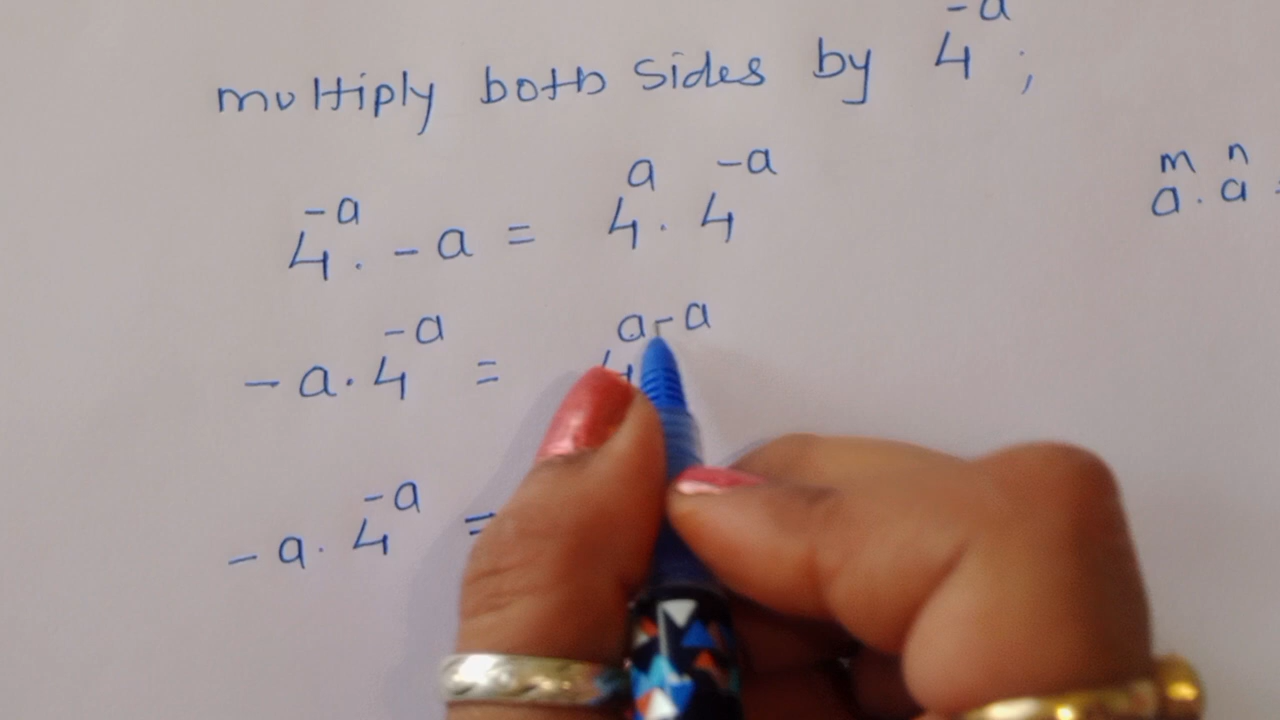 multiply both sides by 4^-a ;
4^-a . -a = 4^a . 4^-a
a^m . a^n =
-a . 4^-a = 4^a-a
-a . 4^-a =